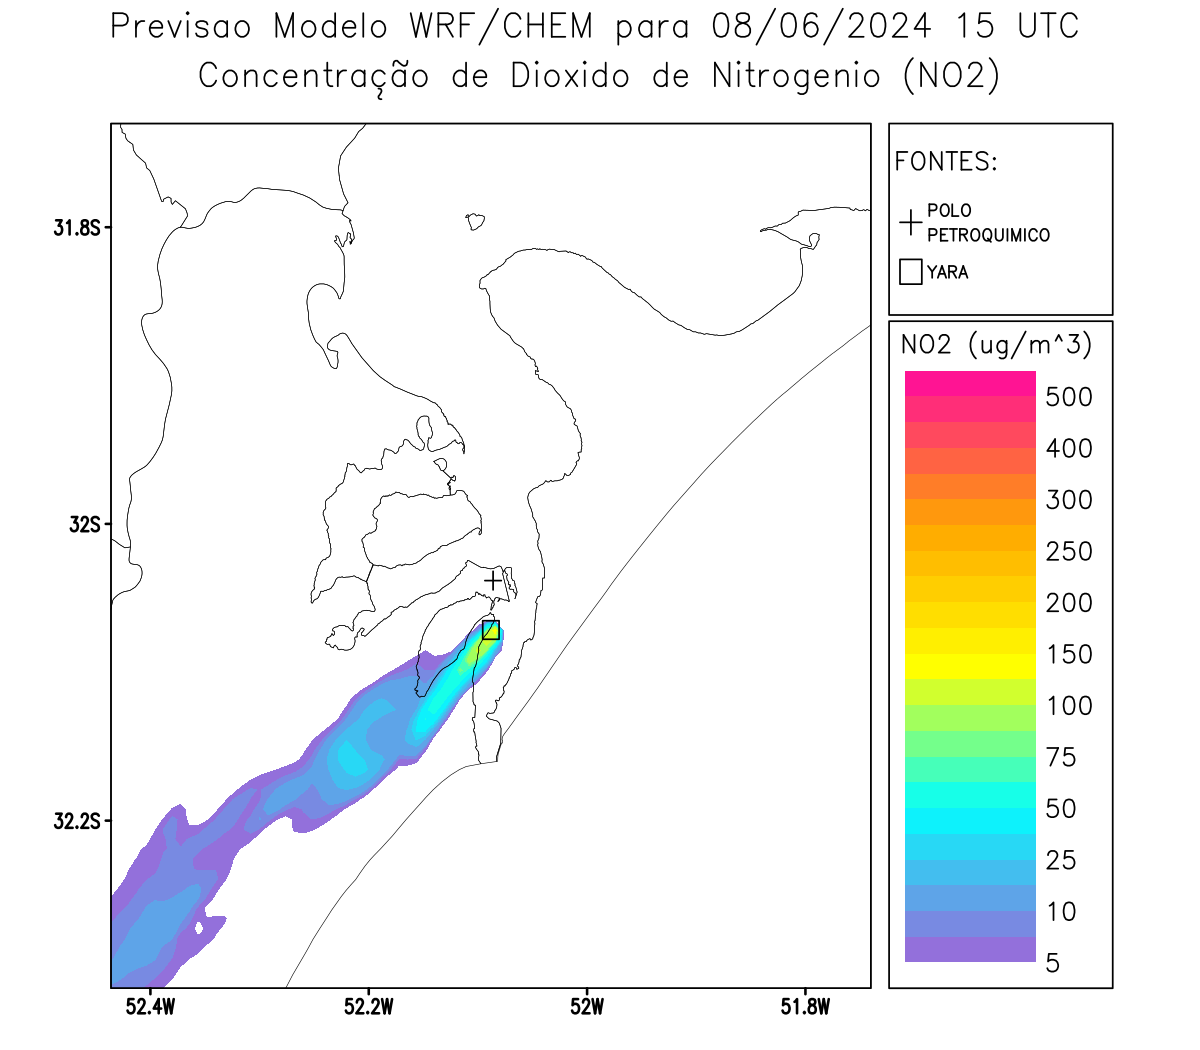 Previsao Modelo WRF/CHEM para 08/06/2024 15 UTC
Concentração de Dioxido de Nitrogenio (NO2)
FONTES:
POLO
PETROQUIMICO
YARA
NO2 (ug/m^3)
500
400
300
250
200
150
100
75
50
25
10
5
31.8S
32S
32.2S
52.4W
52.2W
52W
51.8W